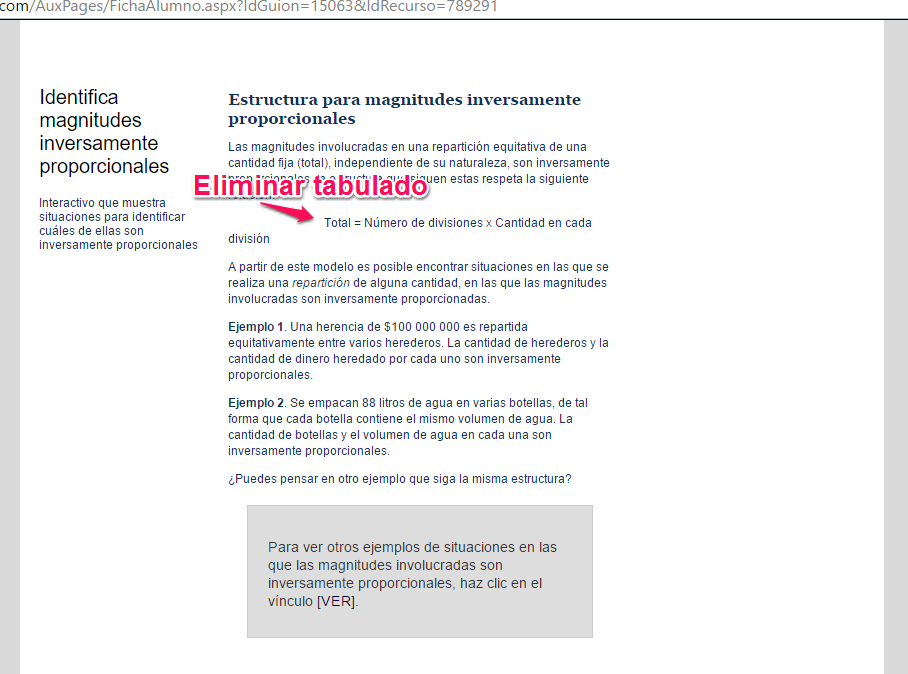 com/AuxPages/FichaAlumno.aspx?IdGuion=15063&IdRecurso=789291
Identifica
magnitudes
inversamente
proporcionales
Interactivo que muestra
situaciones para identificar
cuáles de ellas son
inversamente proporcionales
Estructura para magnitudes inversamente
proporcionales
Las magnitudes involucradas en una repartición equitativa de una
cantidad fija (total), independiente de su naturaleza, son inversamente
siguen estas respeta la siguiente
Eliminar tabulado
Total = Número de divisiones x Cantidad en cada
división
A partir de este modelo es posible encontrar situaciones en las que se
realiza una repartición de alguna cantidad, en las que las magnitudes
involucradas son inversamente proporcionadas.
Ejemplo 1. Una herencia de $100 000 000 es repartida
equitativamente entre varios herederos. La cantidad de herederos y la
cantidad de dinero heredado por cada uno son inversamente
proporcionales.
Ejemplo 2. Se empacan 88 litros de agua en varias botellas, de tal
forma que cada botella contiene el mismo volumen de agua. La
cantidad de botellas y el volumen de agua en cada una son
inversamente proporcionales.
¿Puedes pensar en otro ejemplo que siga la misma estructura?
Para ver otros ejemplos de situaciones en las
que las magnitudes involucradas son
inversamente proporcionales, haz clic en el
vínculo [VER].